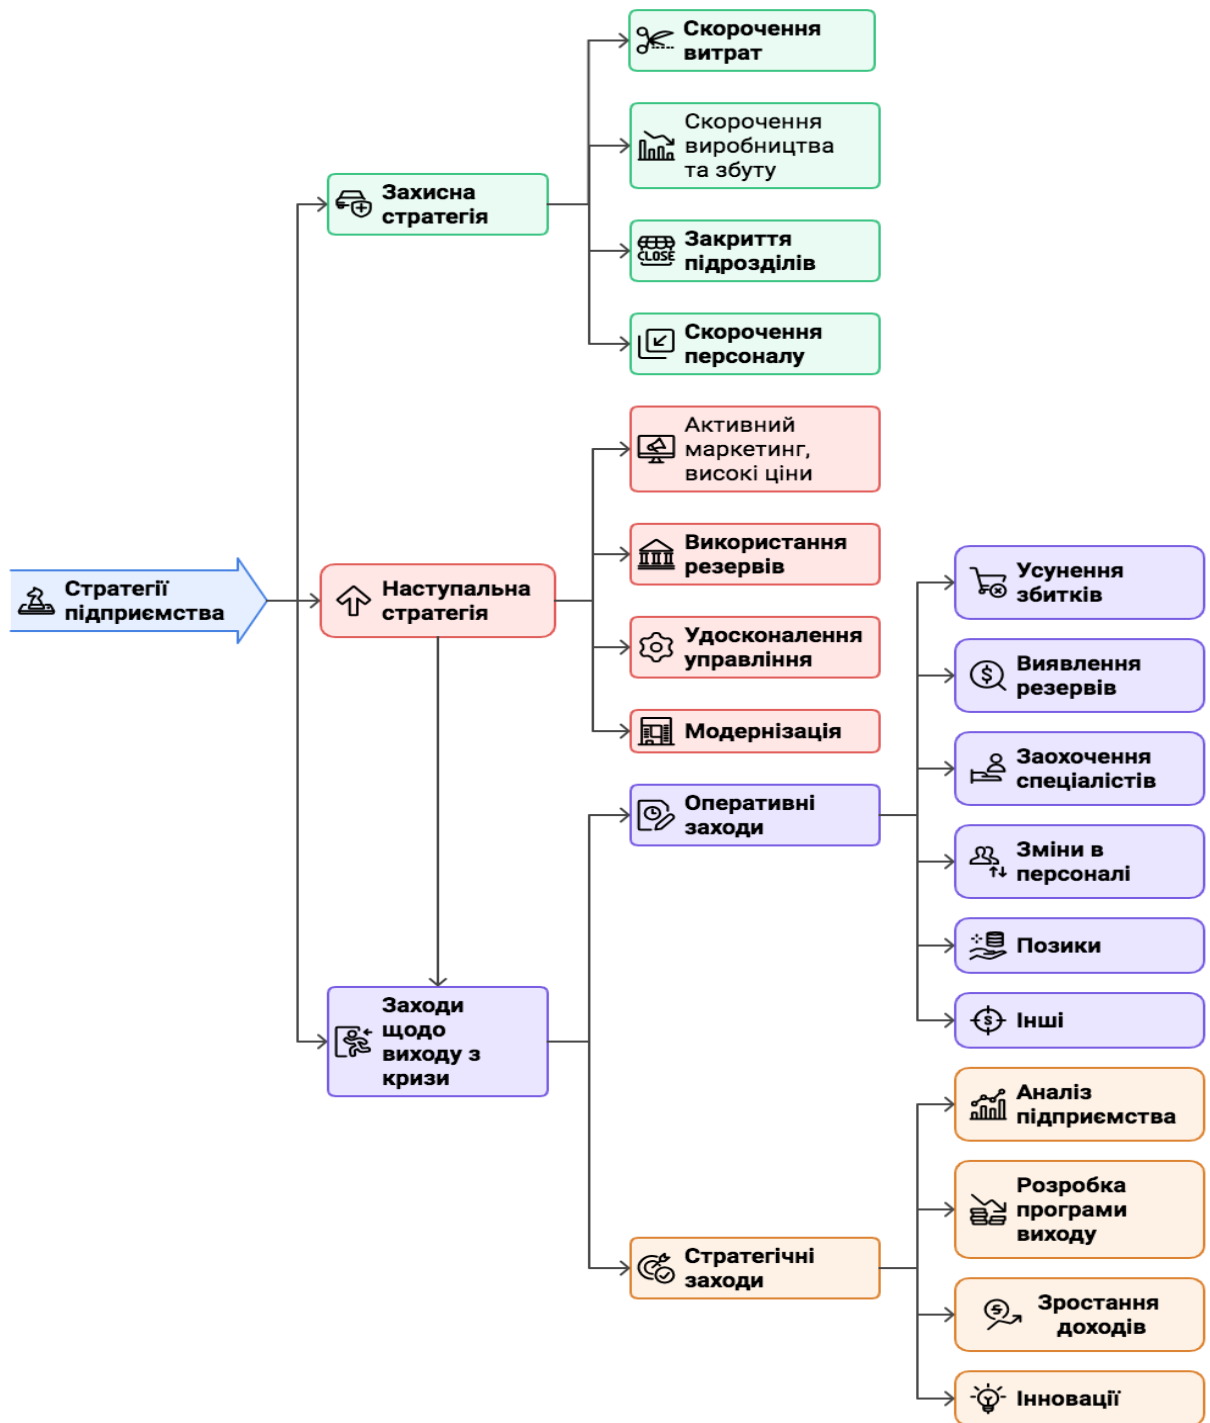 Скорочення
витрат
Скорочення
виробництва
та збуту
Захисна
стратегія
CLOSE
Закриття
підрозділів
Скорочення
персоналу
Активний
маркетинг,
високі ціни
Використання
резервів
Стратегії
підприємства
Наступальна
стратегія
Удосконалення
управління
Модернізація
Оперативні
заходи
Усунення
збитків
Виявлення
резервів
Заохочення
спеціалістів
Зміни в
персоналі
Позики
Інші
Заходи
щодо
виходу з
кризи
Стратегічні
заходи
Аналіз
підприємства
Розробка
програми
виходу
Зростання
доходів
Інновації